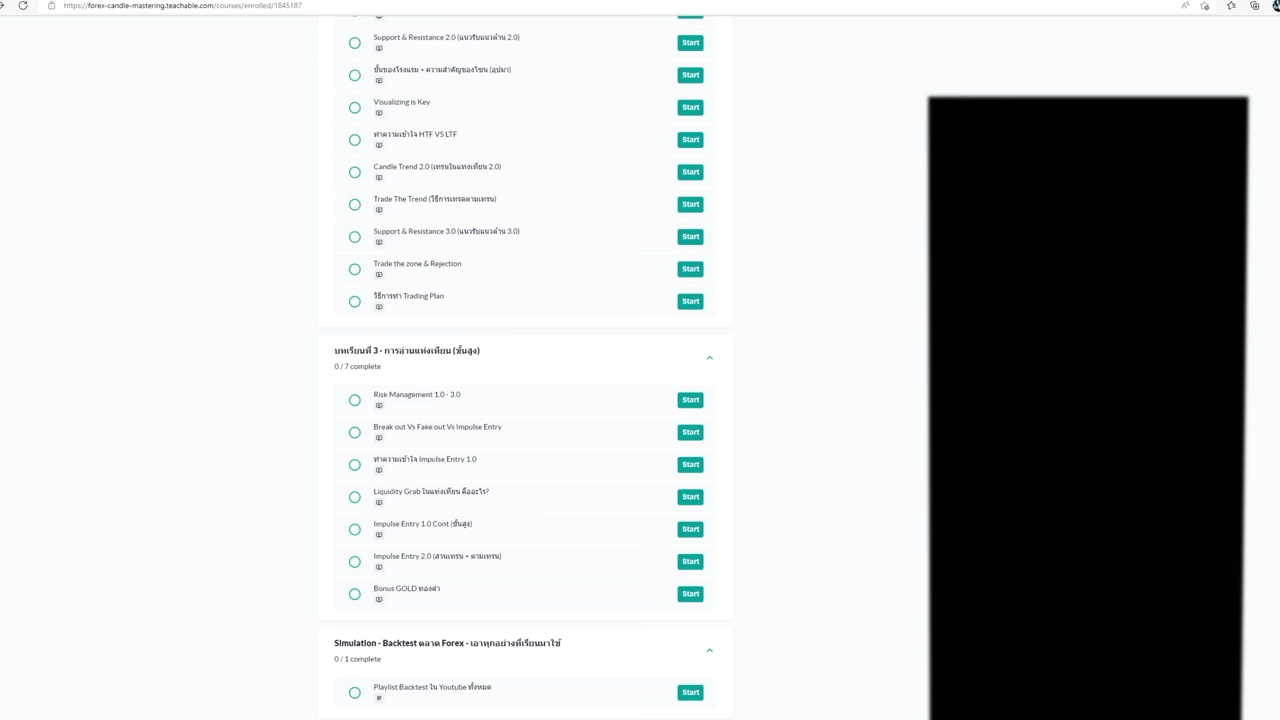 https://forex-candle-mastering.teachable.com/courses/enrolled/1845187
Support & Resistance 2.0 (แนวรับแนวต้าน 2.0)
Start
ชั้นของโรงแรม + ความสำคัญของโซน (อุปมา)
Start
Visualizing is Key
Start
ทำความเข้าใจ HTF VS LTF
Start
Candle Trend 2.0 (เทรนในแท่งเทียน 2.0)
Start
Trade The Trend (วิธีการเทรดตามเทรน)
Start
Support & Resistance 3.0 (แนวรับแนวต้าน 3.0)
Start
Trade the zone & Rejection
Start
วิธีการทำ Trading Plan
Start
บทเรียนที่ 3 - การอ่านแท่งเทียน (ขั้นสูง)
0 / 7 complete
Risk Management 1.0 - 3.0
Start
Break out Vs Fake out Vs Impulse Entry
Start
ทำความเข้าใจ Impulse Entry 1.0
Start
Liquidity Grab ในแท่งเทียน คืออะไร?
Start
Impulse Entry 1.0 Cont (ขั้นสูง)
Start
Impulse Entry 2.0 (สวนเทรน + ตามเทรน)
Start
Bonus GOLD ทองคำ
Start
Simulation - Backtest ตลาด Forex - เอาทุกอย่างที่เรียนมาใช้
0 / 1 complete
Playlist Backtest ใน Youtube ทั้งหมด
Start